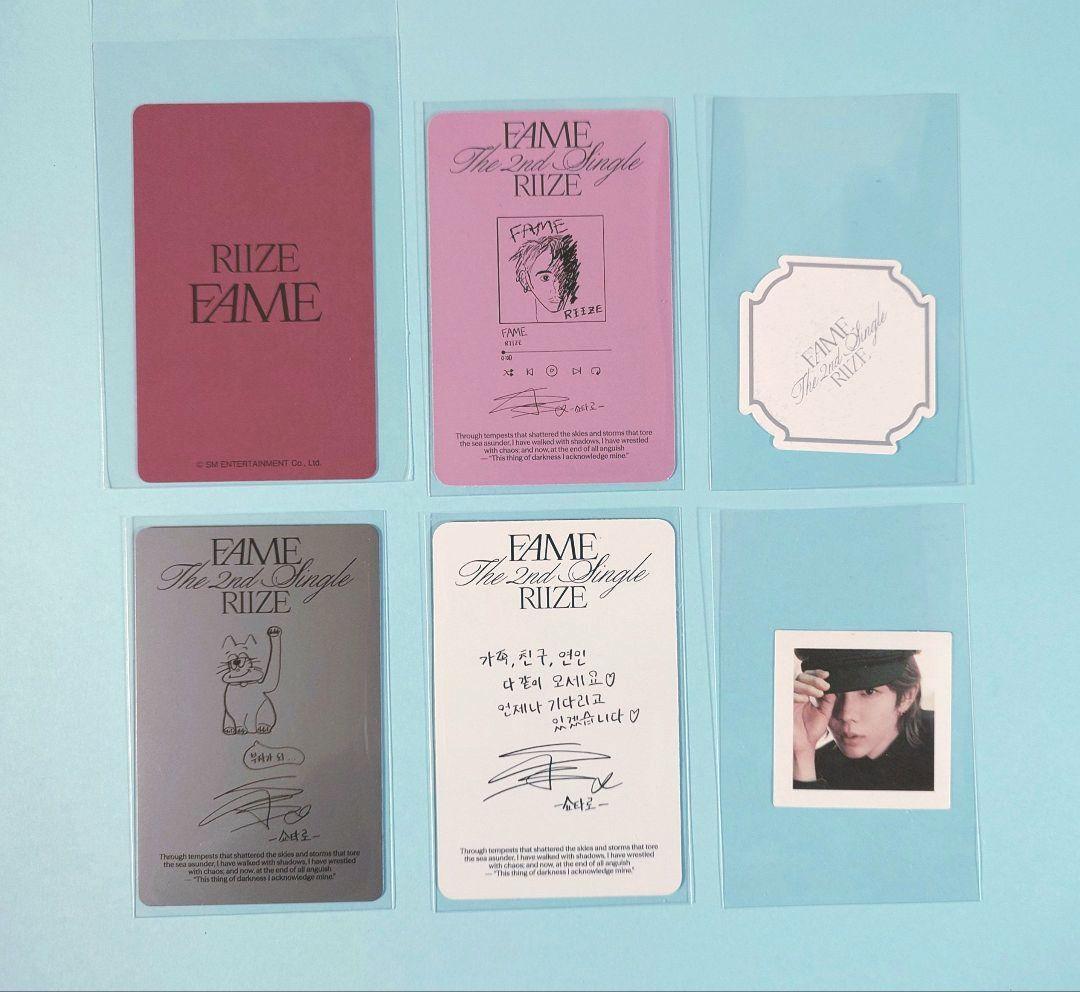 RIIZE
FAME
© SM ENTERTAINMENT Co., Ltd.
FAME
The 2nd Single
RIIZE
FAME
RIIZE
FAME
RIIZE
0:00
-쇼타로-
Through tempests that shattered the skies and storms that tore
the sea asunder, I have walked with shadows, I have wrestled
with chaos; and now, at the end of all anguish
— "This thing of darkness I acknowledge mine."
FAME
The 2nd Single
RIIZE
FAME
The 2nd Single
RIIZE
부자가 되..
-쇼타로-
Through tempests that shattered the skies and storms that tore
the sea asunder, I have walked with shadows, I have wrestled
with chaos; and now, at the end of all anguish
— "This thing of darkness I acknowledge mine."
FAME
The 2nd Single
RIIZE
가족, 친구, 연인
다 같이 오세요♡
언제나 기다리고
있겠습니다♡
-쇼타로-
Through tempests that shattered the skies and storms that tore
the sea asunder, I have walked with shadows, I have wrestled
with chaos; and now, at the end of all anguish
— "This thing of darkness I acknowledge mine."